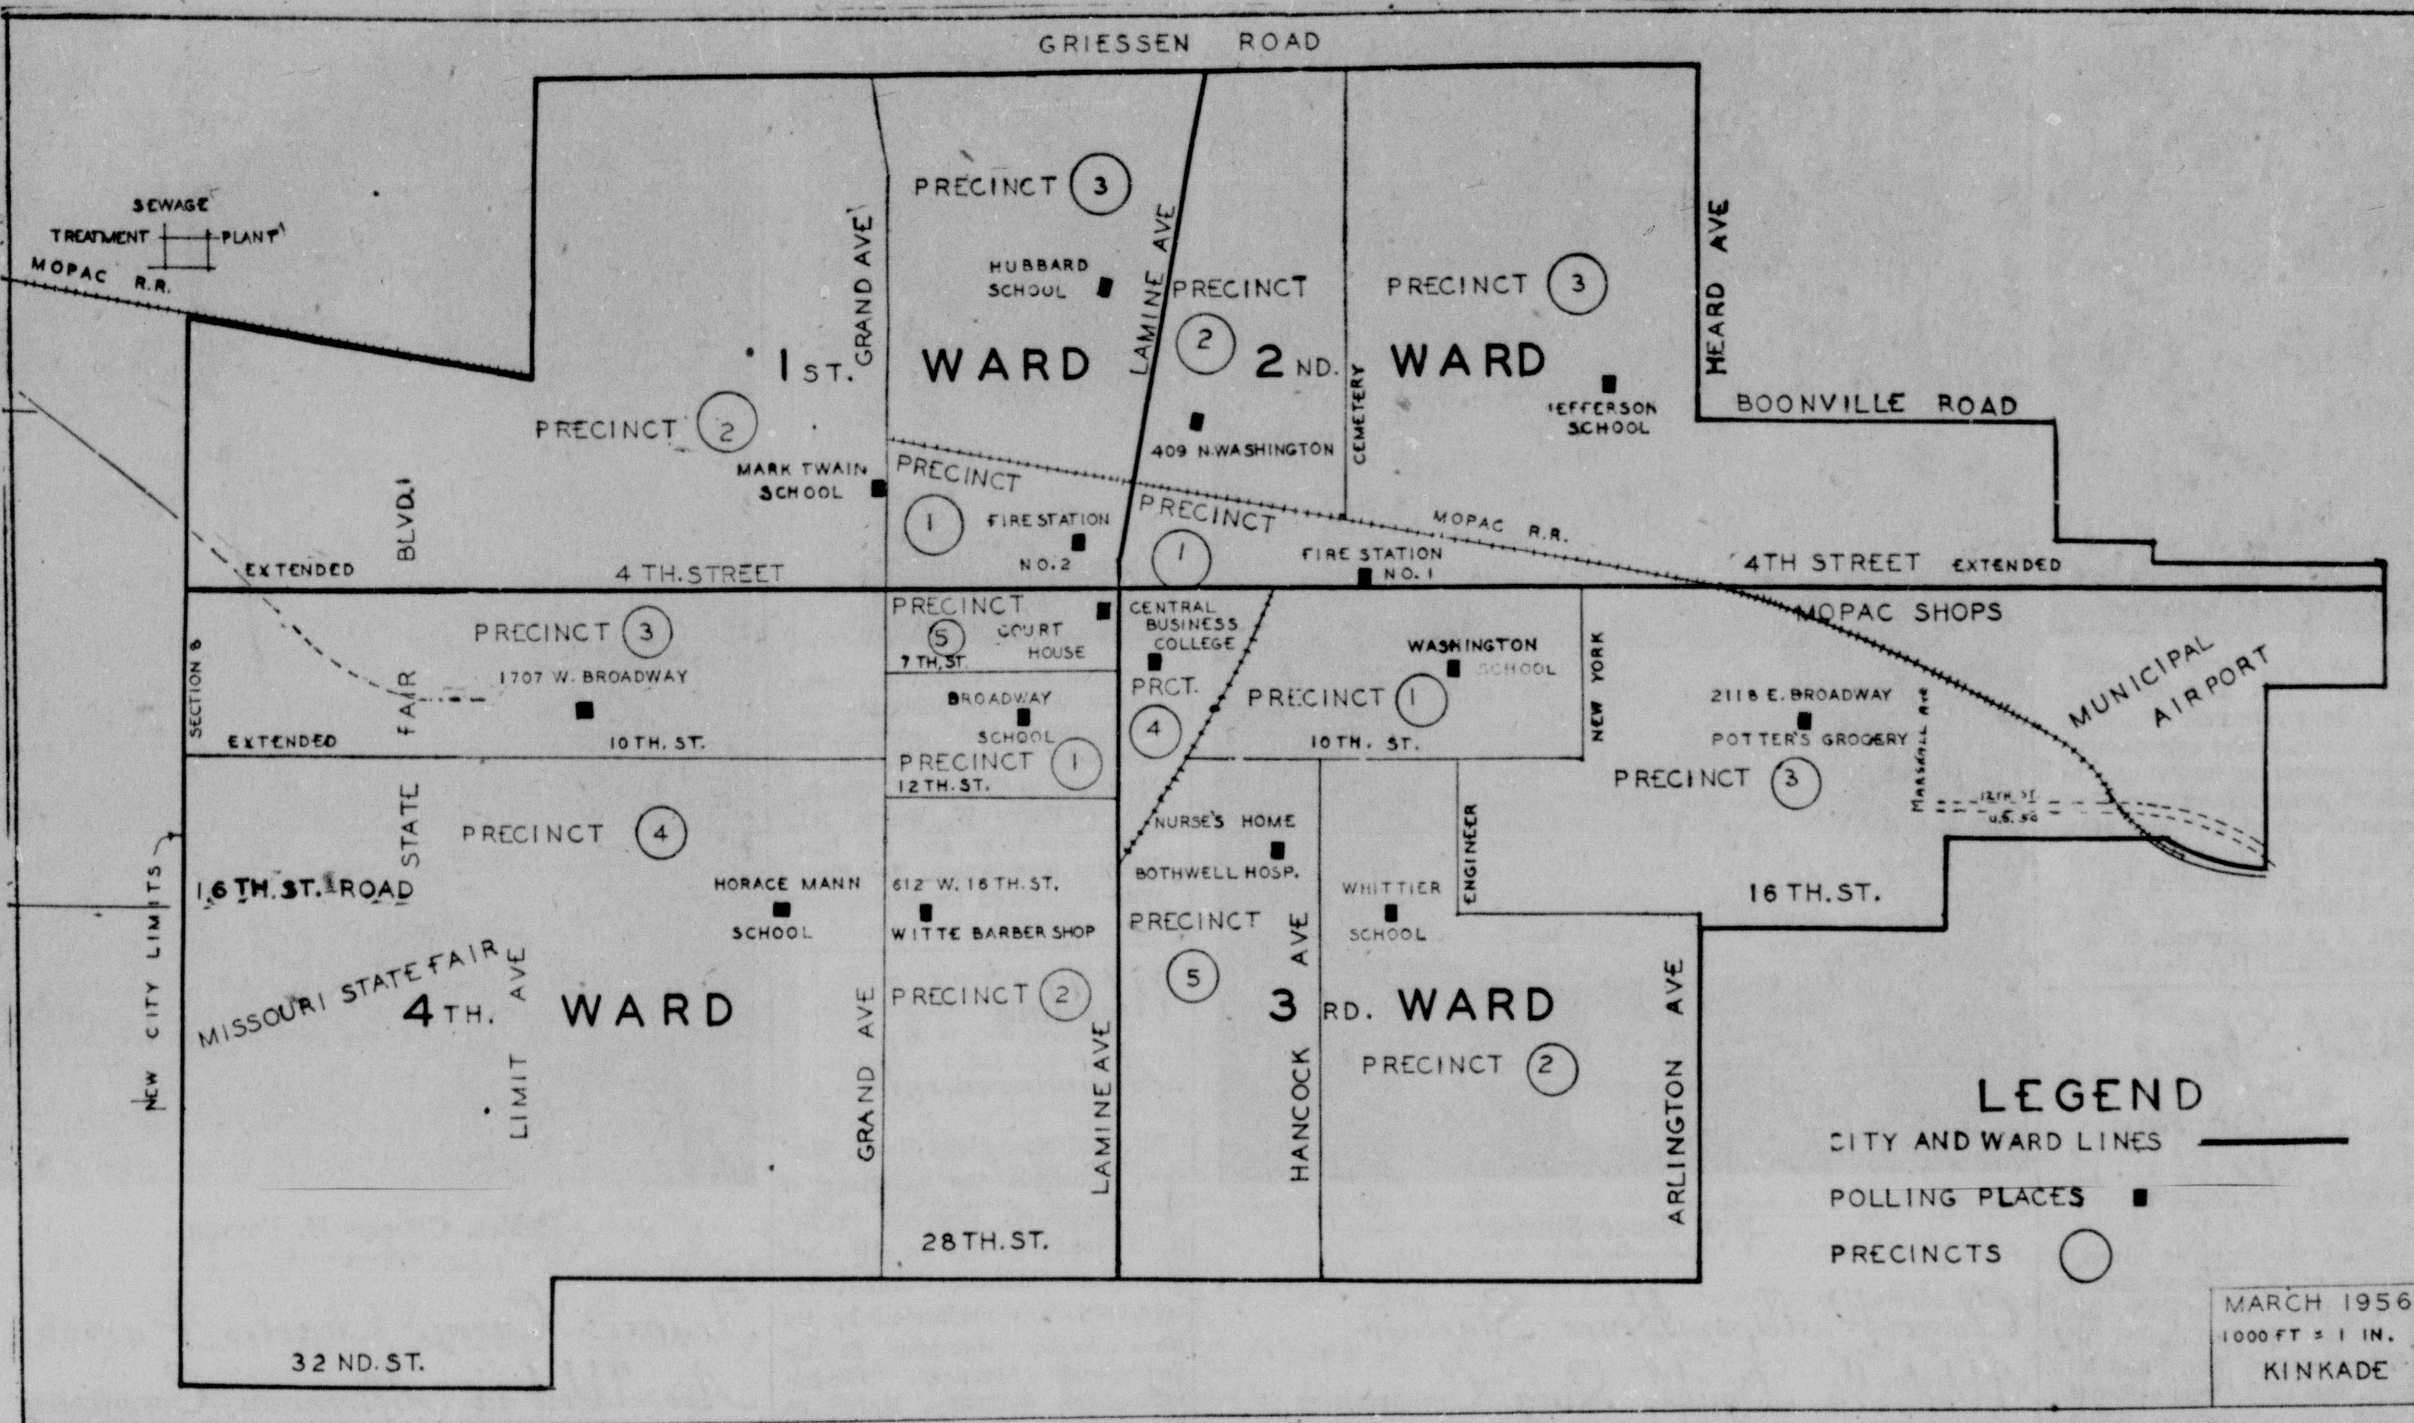 GRIESSEN ROAD
SEWAGE
TREATMENT PLANT
MOPAC R.R.
PRECINCT 3
HUBBARD
SCHOOL
GRAND AVE
LAMINE AVE
1 ST. WARD
PRECINCT 2
MARK TWAIN
SCHOOL
PRECINCT
1
FIRE STATION
NO. 2
PRECINCT
2
2 ND. WARD
409 N. WASHINGTON
CEMETERY
PRECINCT 3
JEFFERSON
SCHOOL
HEARD AVE
BOONVILLE ROAD
PRECINCT
1
MOPAC R.R.
FIRE STATION
NO. 1
EXTENDED
4 TH. STREET
4TH STREET EXTENDED
MOPAC SHOPS
MUNICIPAL
AIRPORT
STATE FAIR BLVD.
SECTION 8
PRECINCT 3
1707 W. BROADWAY
EXTENDED
10TH. ST.
PRECINCT
5
COURT
HOUSE
7 TH. ST.
BROADWAY
SCHOOL
PRECINCT 1
12TH. ST.
CENTRAL
BUSINESS
COLLEGE
PRCT.
4
WASHINGTON
SCHOOL
PRECINCT 1
10TH. ST.
NEW YORK
2118 E. BROADWAY
POTTER'S GROCERY
PRECINCT 3
MARSHALL AVE
12TH ST.
U.S. 50
16 TH. ST.
NEW CITY LIMITS
PRECINCT 4
16TH. ST. ROAD
HORACE MANN
SCHOOL
MISSOURI STATE FAIR
4TH. WARD
LIMIT AVE
GRAND AVE
612 W. 16TH. ST.
WITTE BARBER SHOP
PRECINCT 2
LAMINE AVE
28TH. ST.
32 ND. ST.
NURSE'S HOME
BOTHWELL HOSP.
PRECINCT
5
HANCOCK AVE
WHITTIER
SCHOOL
ENGINEER
3 RD. WARD
PRECINCT 2
ARLINGTON AVE
LEGEND
CITY AND WARD LINES
POLLING PLACES
PRECINCTS
MARCH 1956
1000 FT = 1 IN.
KINKADE